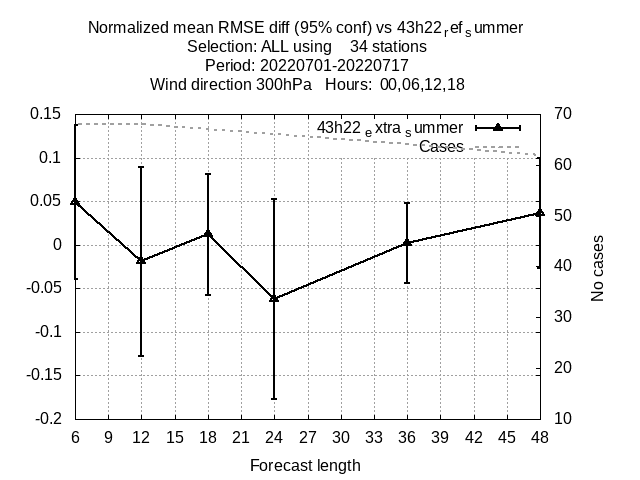 Normalized mean RMSE diff (95% conf) vs 43h22refsummer
Selection: ALL using 34 stations
Period: 20220701-20220717
Wind direction 300hPa Hours: 00,06,12,18
43h22extrasummer
Cases
0.15
0.1
0.05
0
-0.05
-0.1
-0.15
-0.2
70
60
50
40
30
20
10
No cases
6 9 12 15 18 21 24 27 30 33 36 39 42 45 48
Forecast length